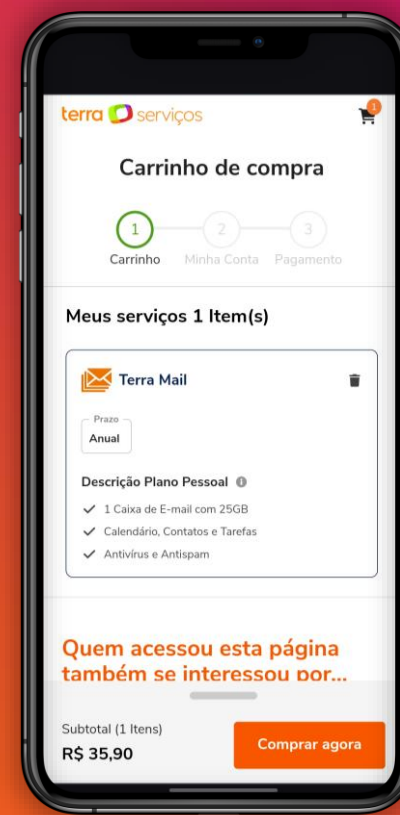 terra serviços
1
Carrinho de compra
1 2 3
Carrinho Minha Conta Pagamento
Meus serviços 1 Item(s)
Terra Mail
Prazo
Anual
Descrição Plano Pessoal
1 Caixa de E-mail com 25GB
Calendário, Contatos e Tarefas
Antivírus e Antispam
Quem acessou esta página
também se interessou por...
Subtotal (1 Itens)
R$ 35,90
Comprar agora